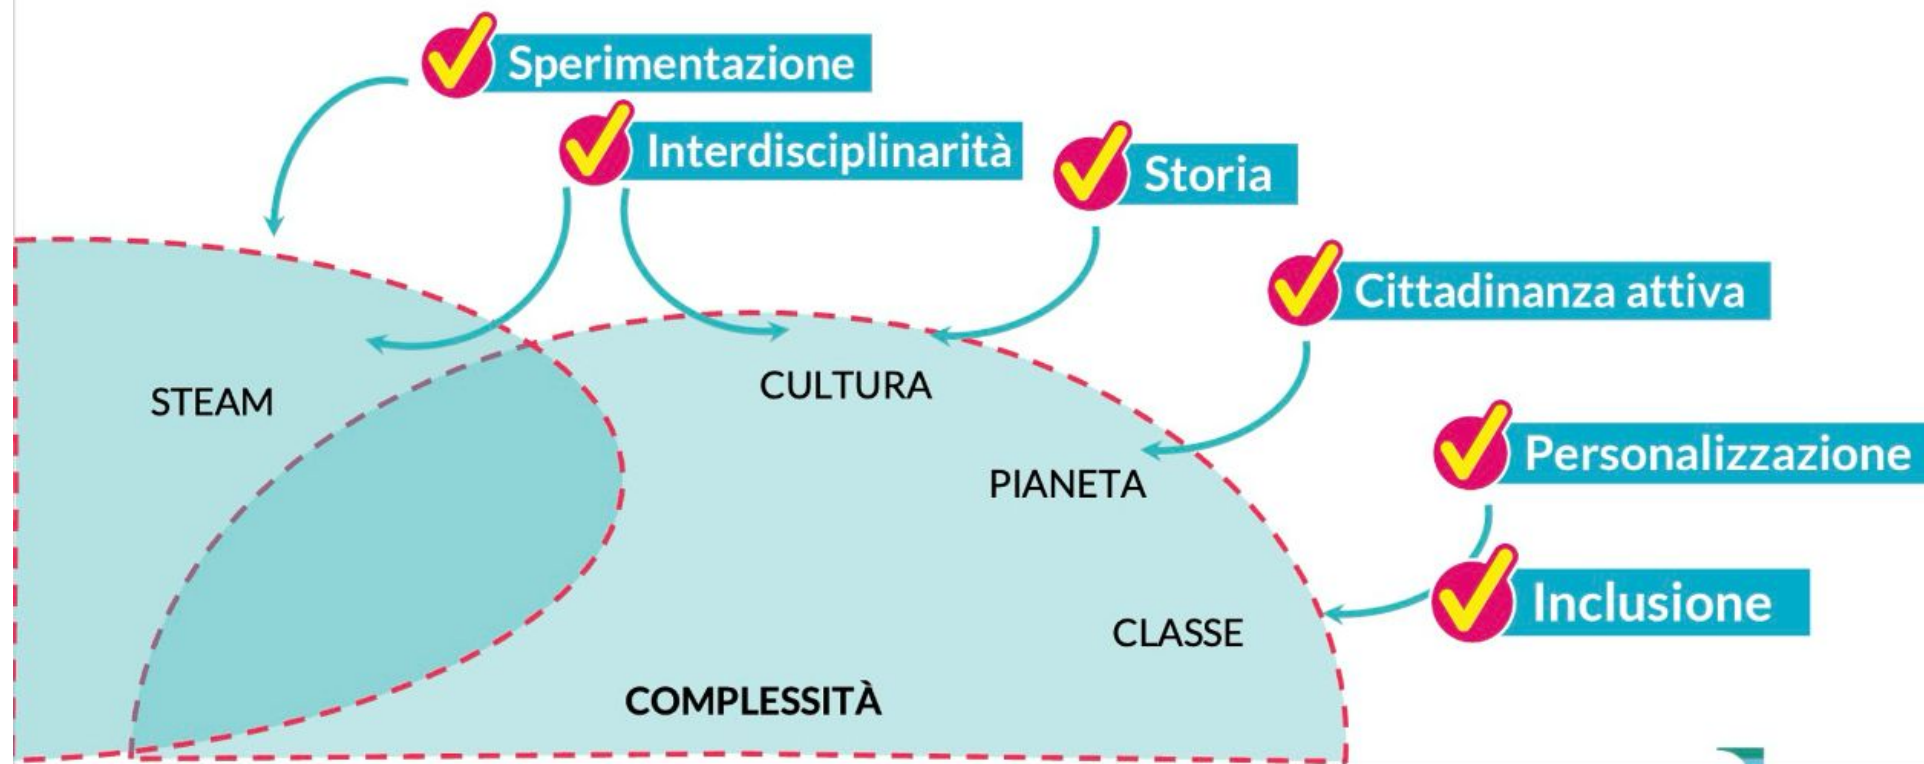 Sperimentazione
Interdisciplinarità
Storia
Cittadinanza attiva
STEAM
CULTURA
Personalizzazione
PIANETA
Inclusione
CLASSE
COMPLESSITÀ